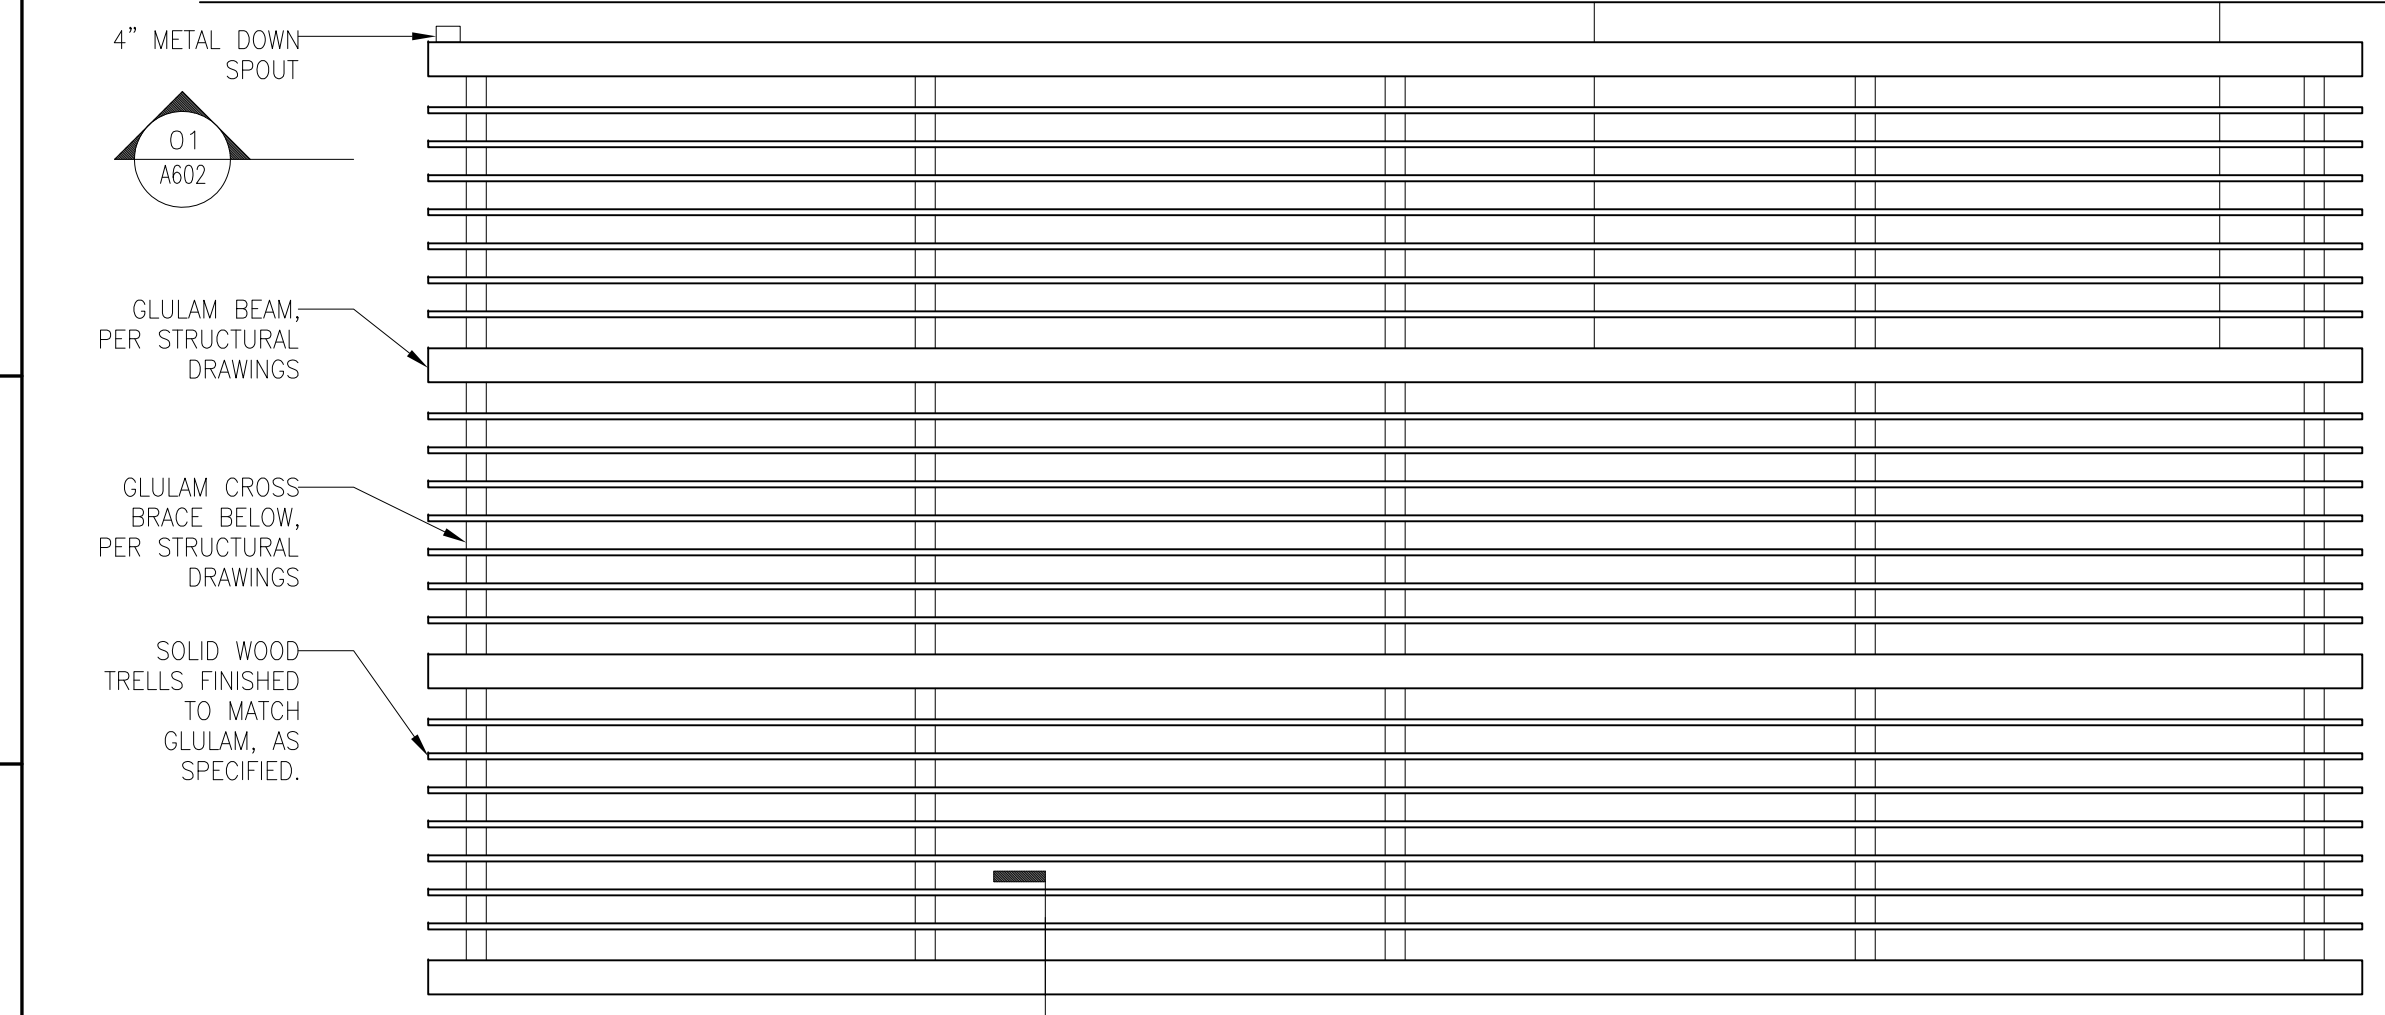 4” METAL DOWN
SPOUT
01
A602
GLULAM BEAM,
PER STRUCTURAL
DRAWINGS
GLULAM CROSS
BRACE BELOW,
PER STRUCTURAL
DRAWINGS
SOLID WOOD
TRELLS FINISHED
TO MATCH
GLULAM, AS
SPECIFIED.